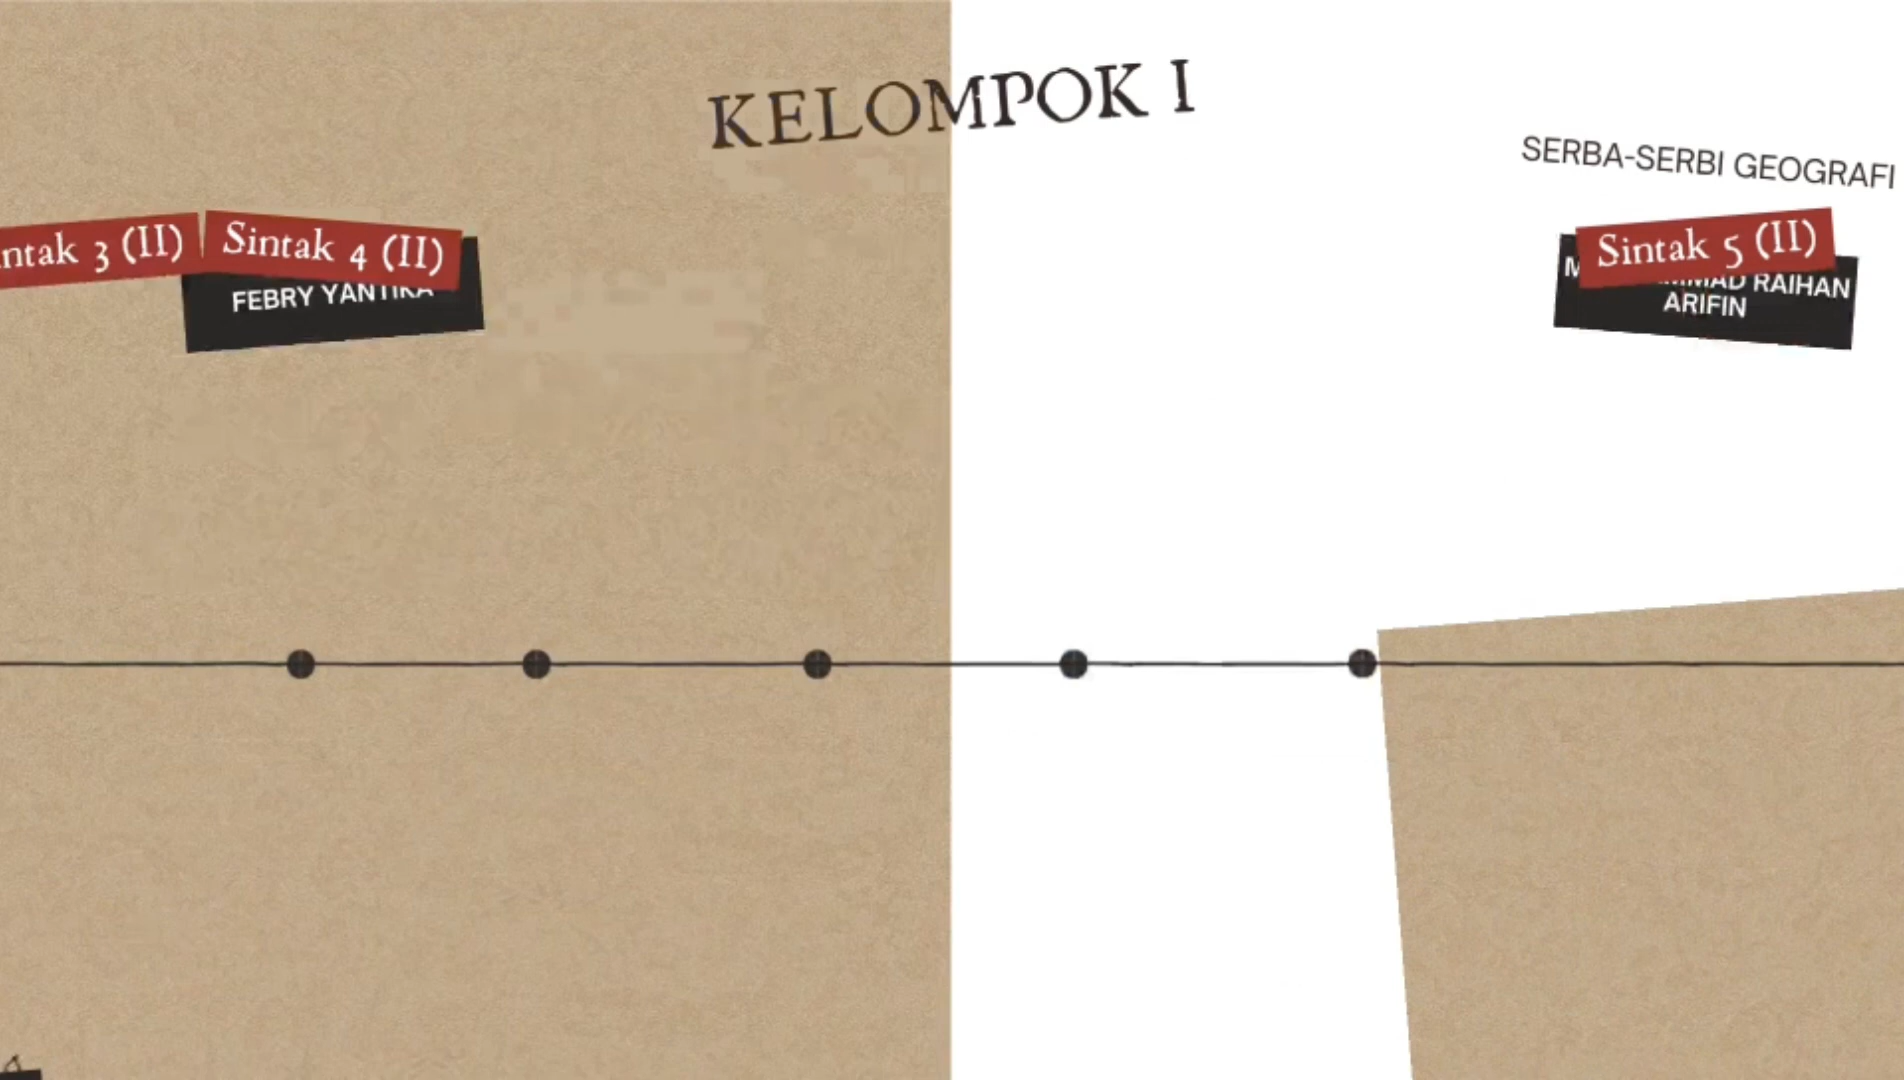 KELOMPOK I
SERBA-SERBI GEOGRAFI
ntak 3 (II)
Sintak 4 (II)
FEBRY YANTIKA
Sintak 5 (II)
RAIHAN
ARIFIN